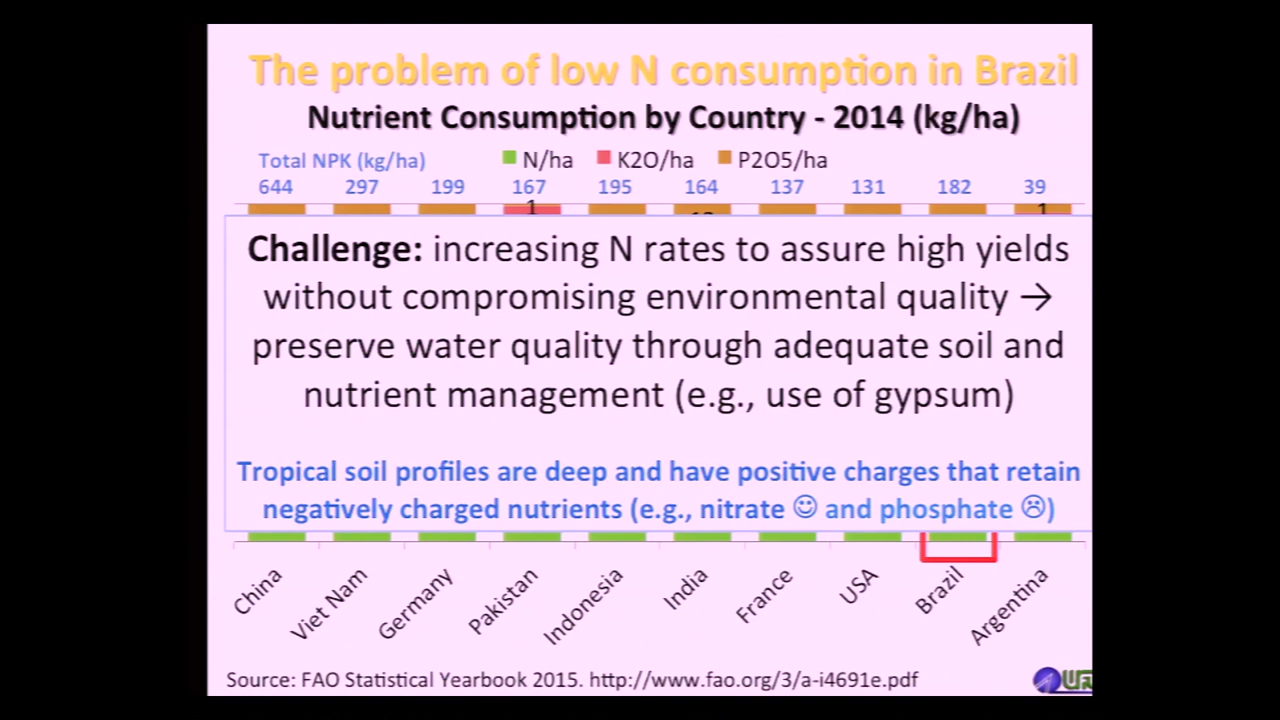 The problem of low N consumption in Brazil
Nutrient Consumption by Country - 2014 (kg/ha)
Total NPK (kg/ha) N/ha K2O/ha P2O5/ha
644 297 199 167 195 164 137 131 182 39
1 1
Challenge: increasing N rates to assure high yields
without compromising environmental quality →
preserve water quality through adequate soil and
nutrient management (e.g., use of gypsum)
Tropical soil profiles are deep and have positive charges that retain
negatively charged nutrients (e.g., nitrate ☺ and phosphate ☹)
China Viet Nam Germany Pakistan Indonesia India France USA Brazil Argentina
Source: FAO Statistical Yearbook 2015. http://www.fao.org/3/a-i4691e.pdf